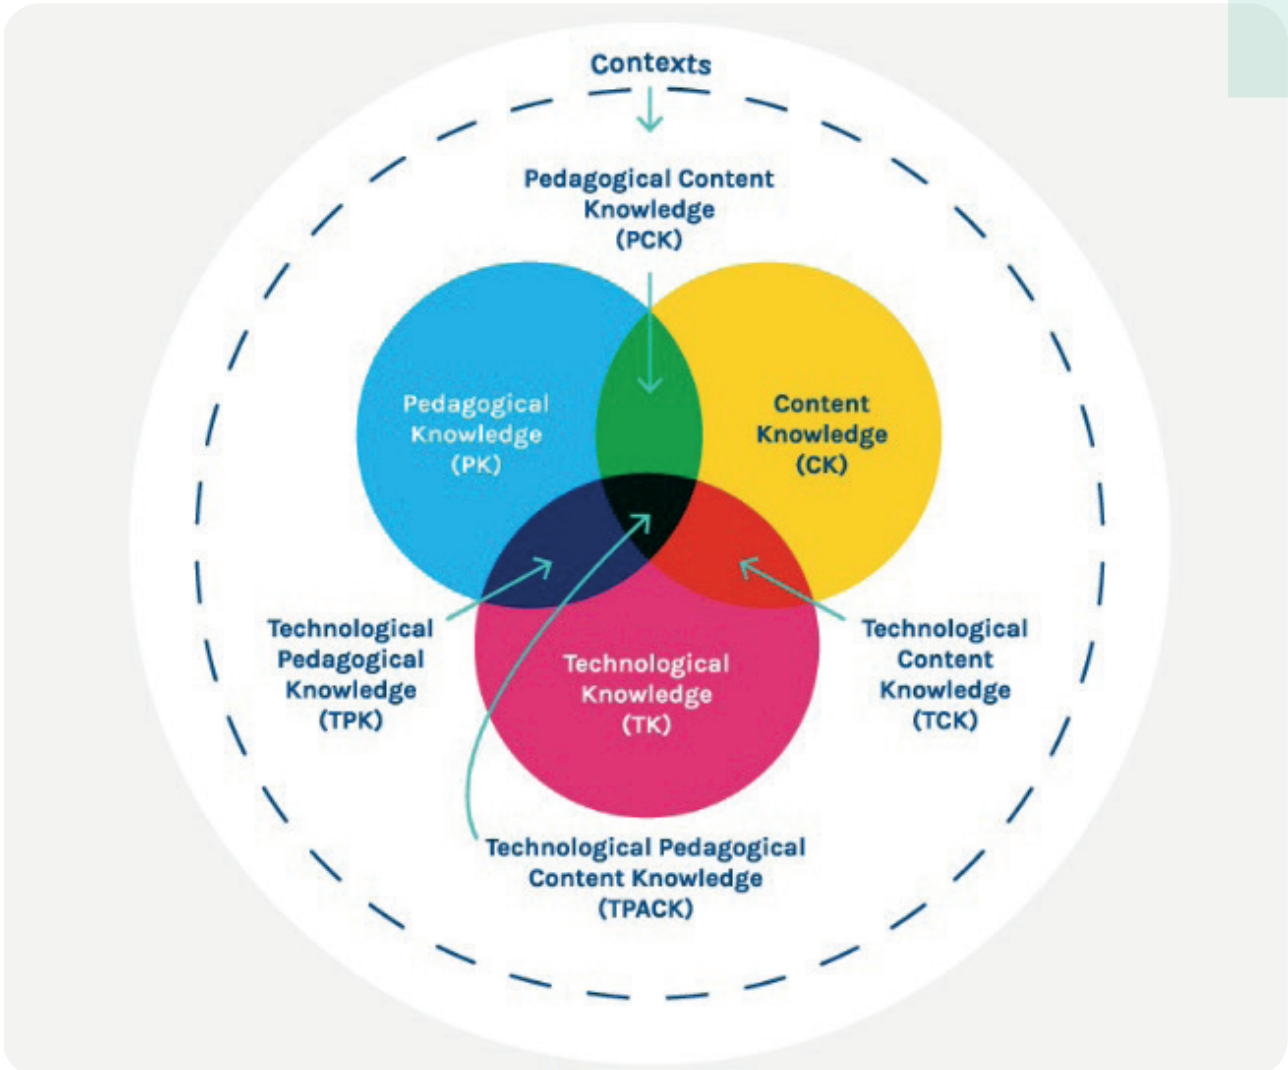 Contexts
Pedagogical Content
Knowledge
(PCK)
Pedagogical
Knowledge
(PK)
Content
Knowledge
(CK)
Technological
Pedagogical
Knowledge
(TPK)
Technological
Knowledge
(TK)
Technological
Content
Knowledge
(TCK)
Technological Pedagogical
Content Knowledge
(TPACK)